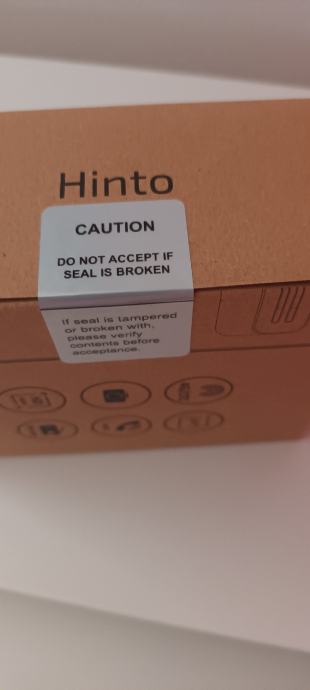 Hinto
CAUTION
DO NOT ACCEPT IF
SEAL IS BROKEN
If seal is tampered
or broken with,
please verify
contents before
acceptance.